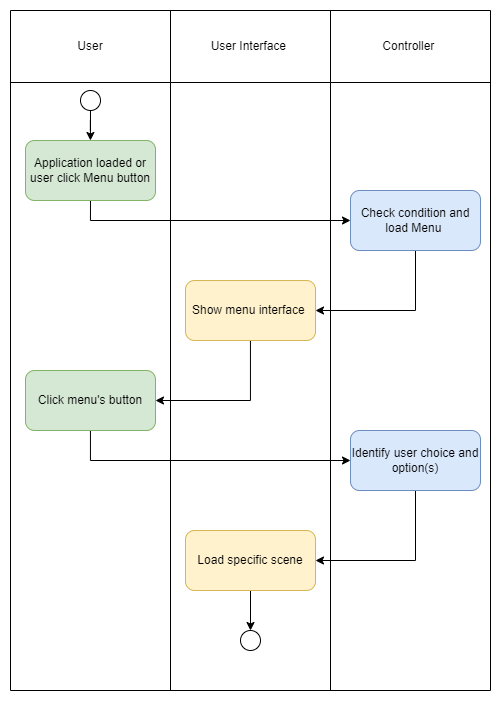 User
User Interface
Controller
Application loaded or
user click Menu button
Check condition and
load Menu
Show menu interface
Click menu's button
Identify user choice and
option(s)
Load specific scene